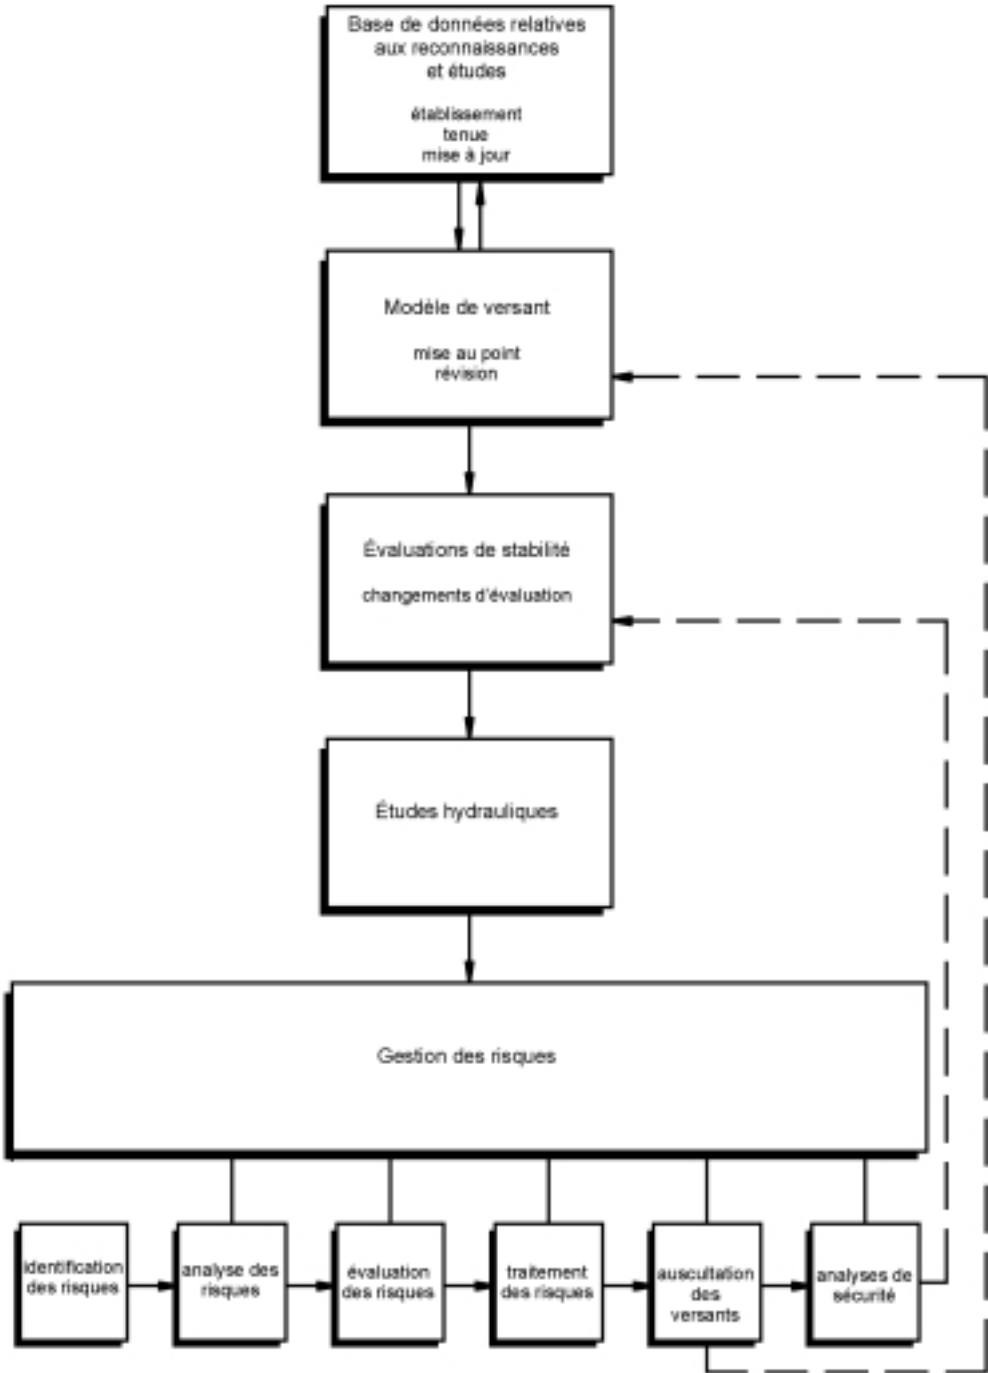 Base de données relatives
aux reconnaissances
et études
établissement
tenue
mise à jour
Modèle de versant
mise au point
révision
Évaluations de stabilité
changements d'évaluation
Études hydrauliques
Gestion des risques
identification
des risques
analyse des
risques
évaluation
des risques
traitement
des risques
auscultation
des
versants
analyses de
sécurité